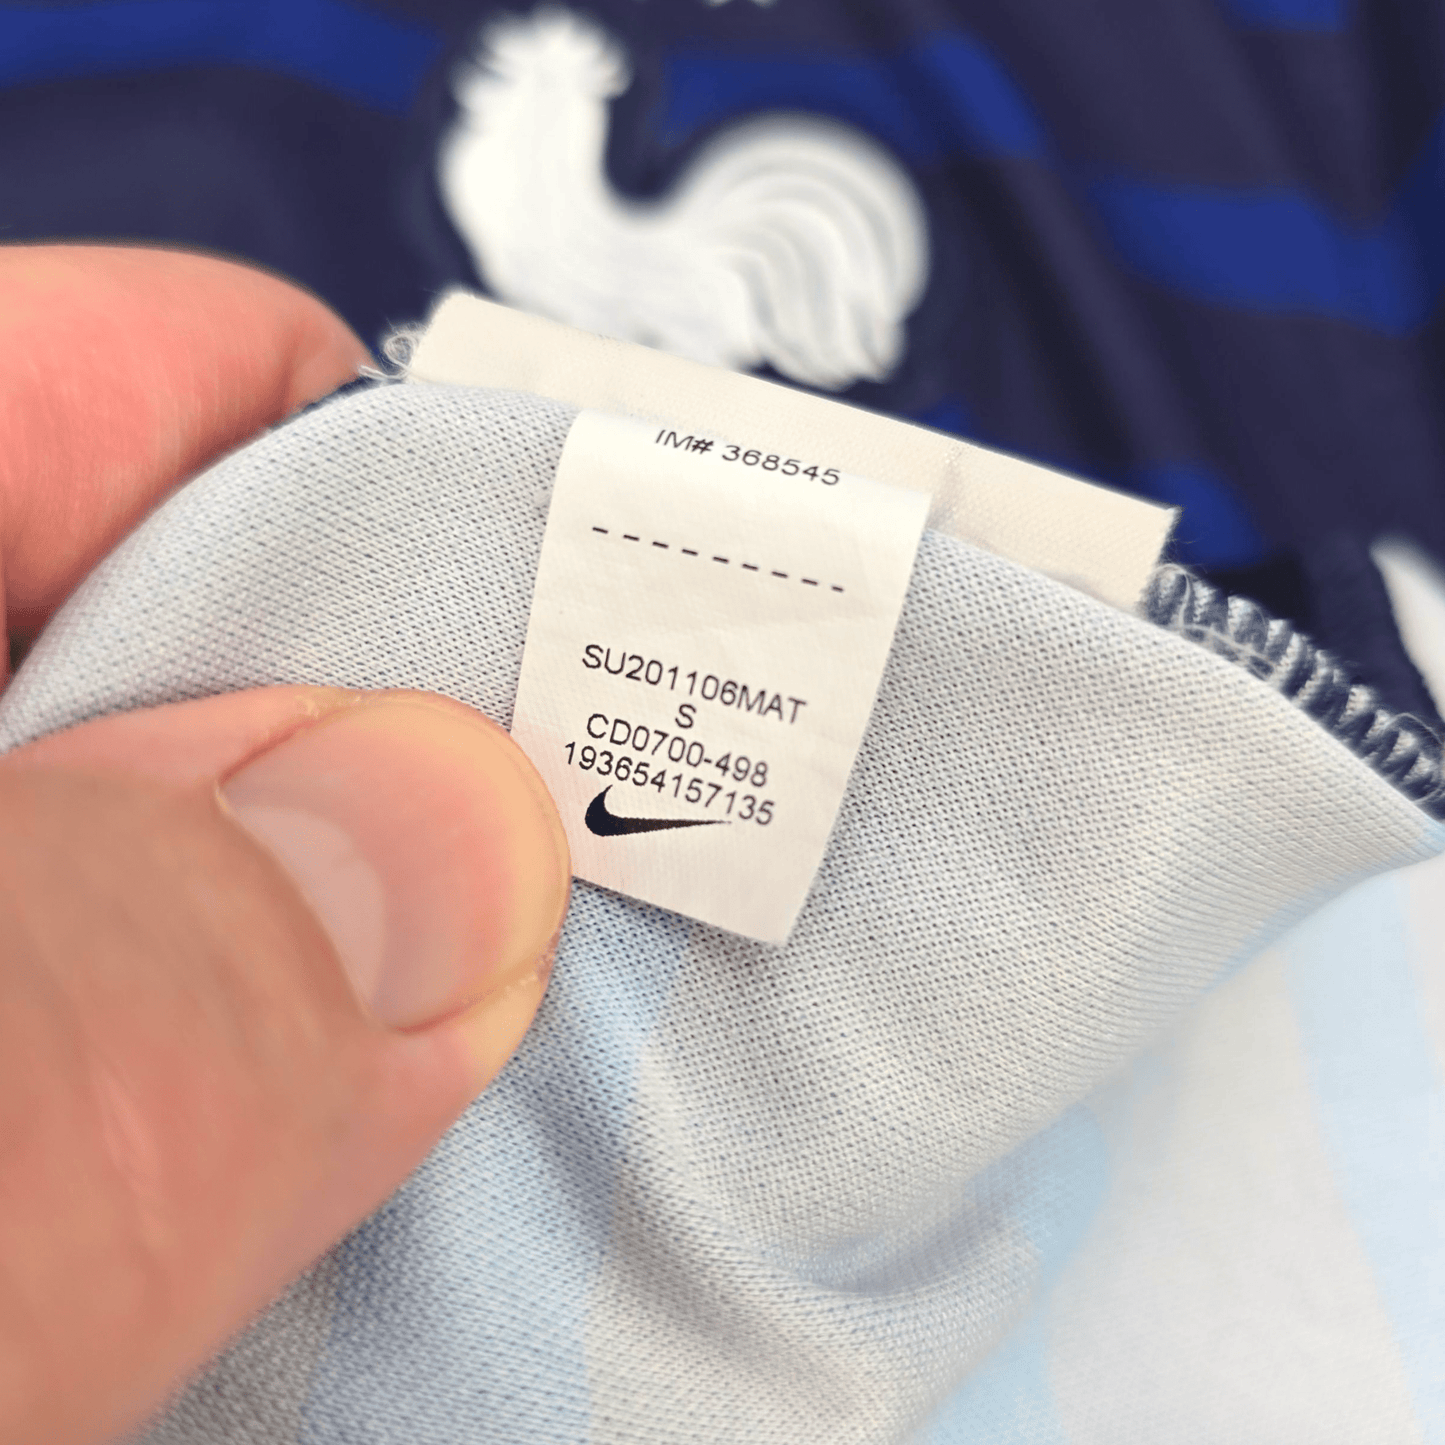 IM# 368545
---------
SU201106MAT
S
CD0700-498
193654157135